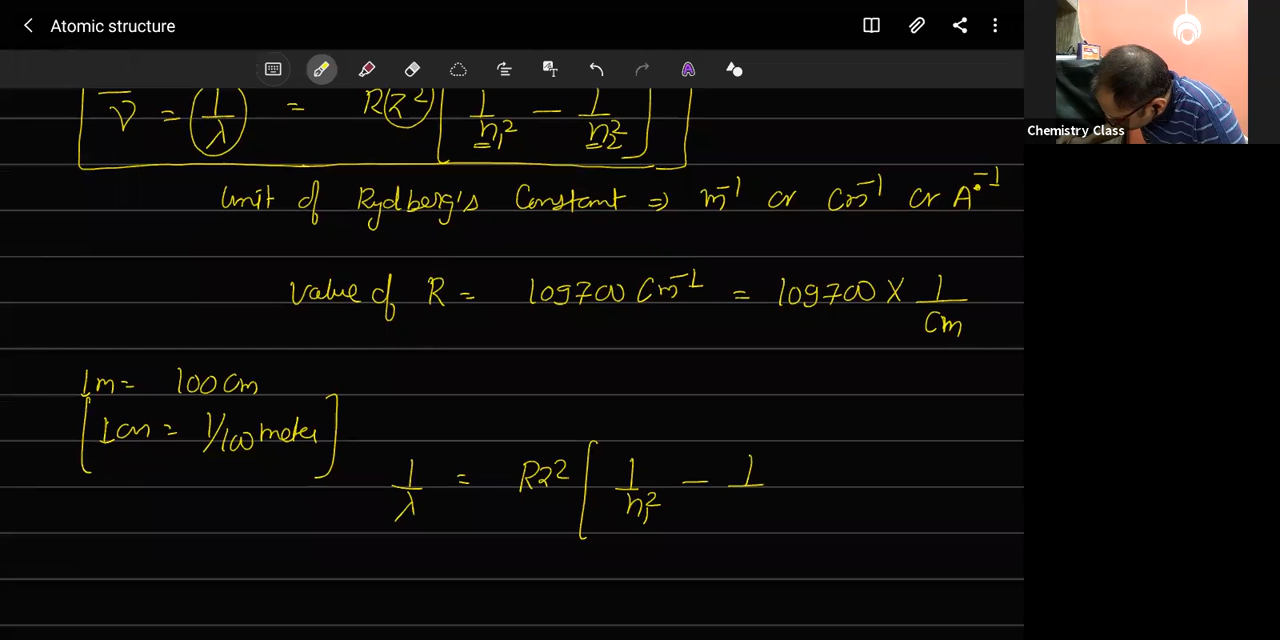 Atomic structure
Chemistry Class
ν̅ = (1/λ) = R(Z²) [ 1/n₁² − 1/n₂² ]
Unit of Rydberg's Constant ⇒ m⁻¹ or Cm⁻¹ or A°⁻¹
Value of R = 109700 Cm⁻¹ = 109700 × 1/Cm
1m = 100 Cm
[ 1cm = 1/100 meter ]
1/λ = RZ² [ 1/n₁² − 1